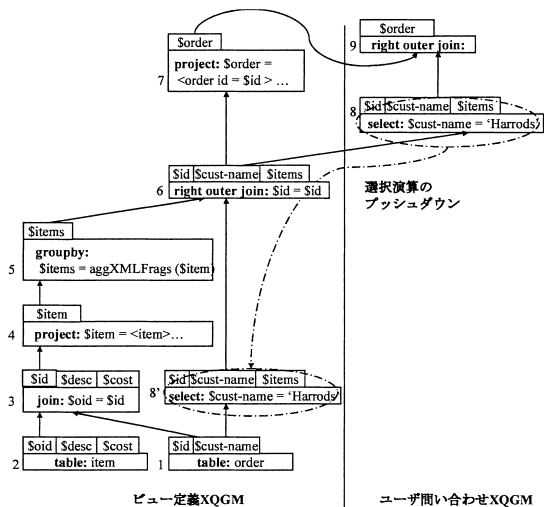 $order
9 right outer join:
$order
7 project: $order =
<order id = $id > ...
$id $cust-name $items
8 select: $cust-name = ‘Harrods’
選択演算の
プッシュダウン
$id $cust-name $items
6 right outer join: $id = $id
$items
groupby:
5 $items = aggXMLFrags ($item)
$item
4 project: $item = <item>...
$id $desc $cost
3 join: $oid = $id
$id $cust-name $items
8’ select: $cust-name = ‘Harrods’
$oid $desc $cost
2 table: item
$id $cust-name
1 table: order
ビュー定義XQGM
ユーザ問い合わせXQGM